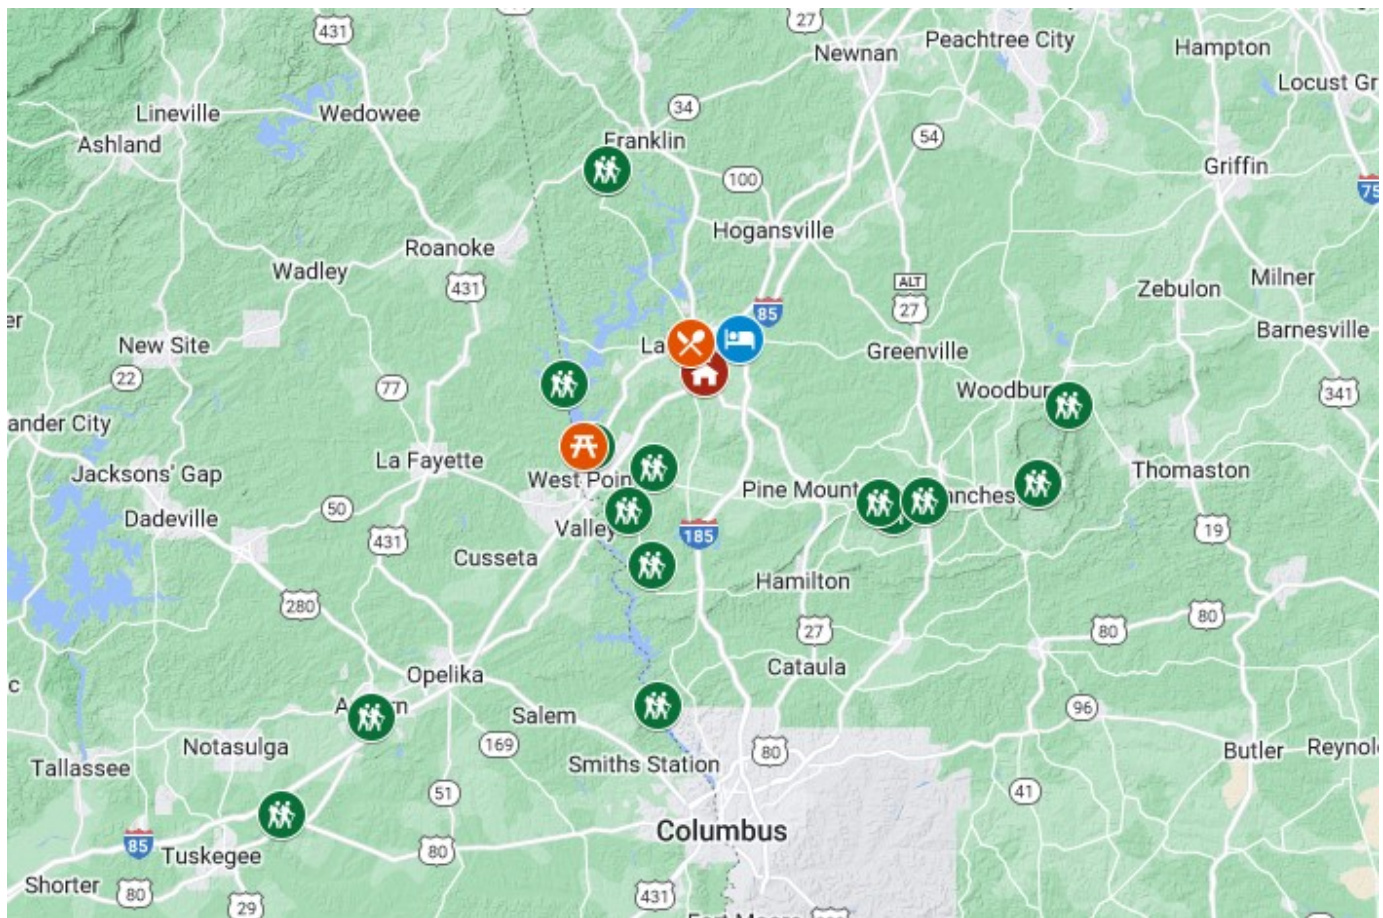 431
27
Newnan
Peachtree City
Hampton
Locust Gr
Lineville
Wedowee
34
Ashland
Franklin
54
Griffin
100
75
Hogansville
Roanoke
Wadley
431
ALT
27
Zebulon
Milner
er
85
New Site
La
Greenville
Barnesville
22
77
Woodbur
341
ander City
La Fayette
Jacksons' Gap
West Poin
Pine Mount
nches
Thomaston
50
Dadeville
Valley
185
19
431
Cusseta
Hamilton
280
27
80
80
Cataula
c
Opelika
A
rn
Salem
96
Notasulga
169
80
Butler
Reynol
Tallassee
Smiths Station
51
41
Columbus
85
Tuskegee
80
Shorter
80
29
431